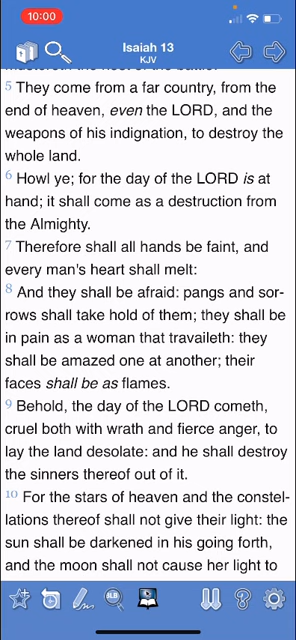 10:00
Isaiah 13
KJV
5 They come from a far country, from the
end of heaven, even the LORD, and the
weapons of his indignation, to destroy the
whole land.
6 Howl ye; for the day of the LORD is at
hand; it shall come as a destruction from
the Almighty.
7 Therefore shall all hands be faint, and
every man's heart shall melt:
8 And they shall be afraid: pangs and sor-
rows shall take hold of them; they shall be
in pain as a woman that travaileth: they
shall be amazed one at another; their
faces shall be as flames.
9 Behold, the day of the LORD cometh,
cruel both with wrath and fierce anger, to
lay the land desolate: and he shall destroy
the sinners thereof out of it.
10 For the stars of heaven and the constel-
lations thereof shall not give their light: the
sun shall be darkened in his going forth,
and the moon shall not cause her light to